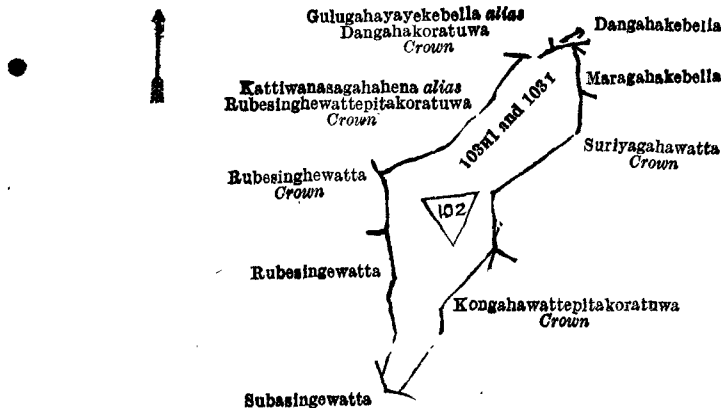 Gulugahayayekebella alias
Dangahakoratuwa
Crown
Dangahakebella
Kattiwanasagahahena alias
Rubesinghewattepitakoratuwa
Crown
Maragahakebella
103H1 and 1031
Suriyagahawatta
Crown
Rubesinghewatta
Crown
102
Rubesingewatta
Kongahawattepitakoratuwa
Crown
Subasingewatta